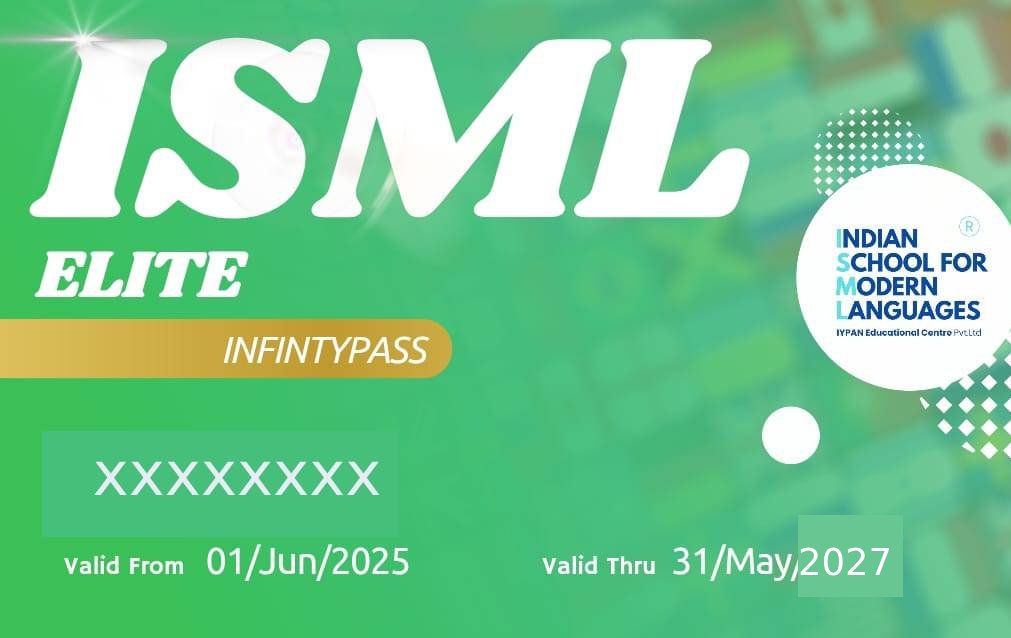 ISML
ELITE
INFINTYPASS
INDIAN
SCHOOL FOR
MODERN
LANGUAGES
IYPAN Educational Centre Pvt.Ltd
®
XXXXXXXX
Valid From 01/Jun/2025
Valid Thru 31/May/2027